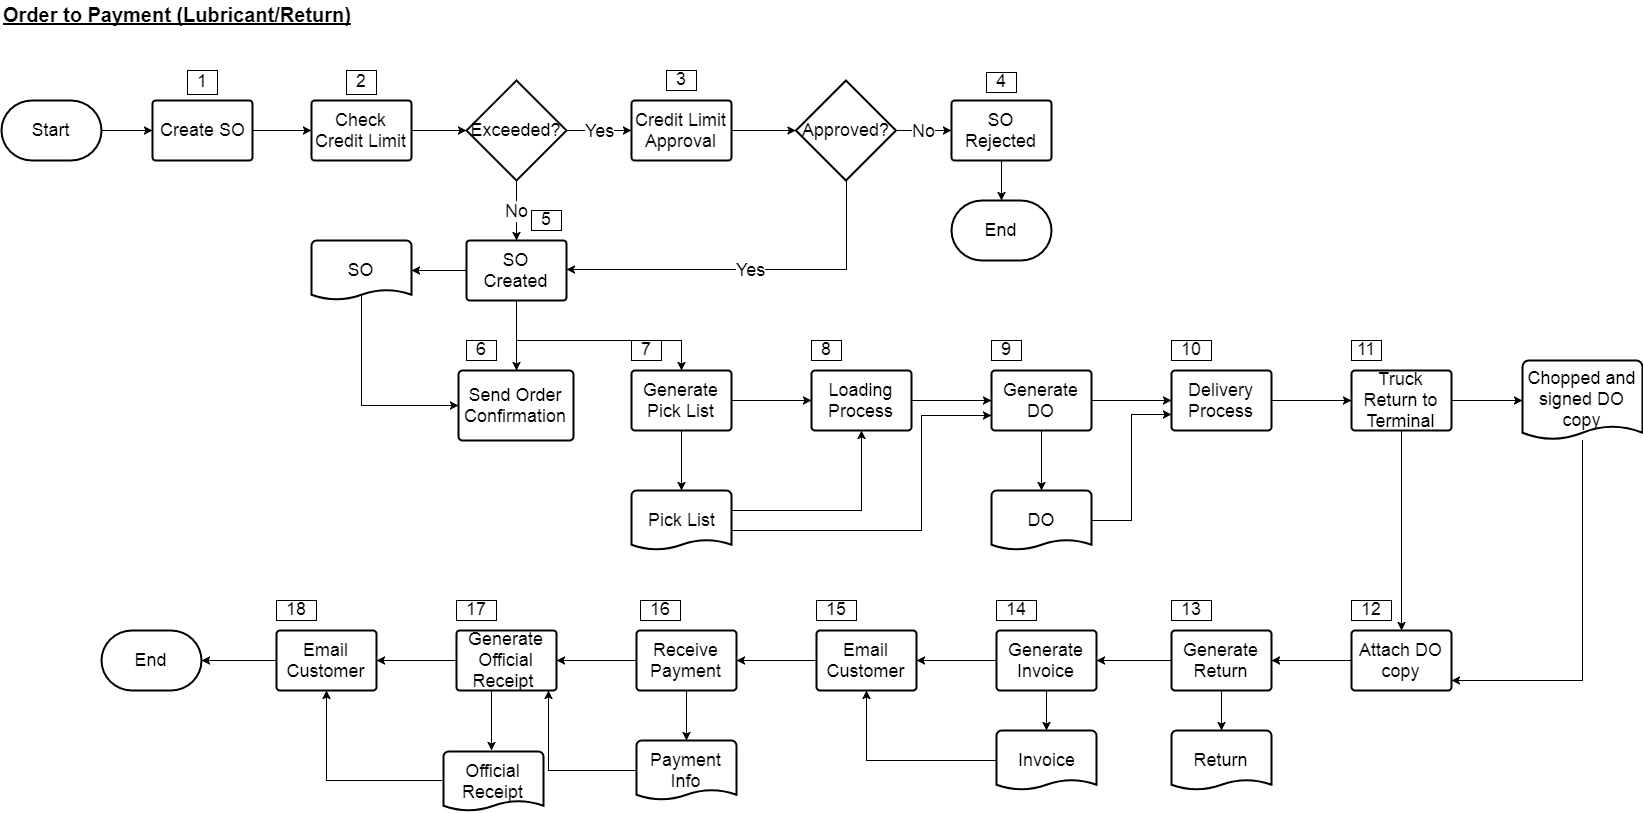 Order to Payment (Lubricant/Return)
1
2
3
4
Start
Create SO
Check
Credit Limit
Exceeded?
Yes
Credit Limit
Approval
Approved?
No
SO
Rejected
No
5
End
SO
SO
Created
Yes
6
7
8
9
10
11
Send Order
Confirmation
Generate
Pick List
Loading
Process
Generate
DO
Delivery
Process
Truck
Return to
Terminal
Chopped and
signed DO
copy
Pick List
DO
18
17
16
15
14
13
12
End
Email
Customer
Generate
Official
Receipt
Receive
Payment
Email
Customer
Generate
Invoice
Generate
Return
Attach DO
copy
Official
Receipt
Payment
Info
Invoice
Return